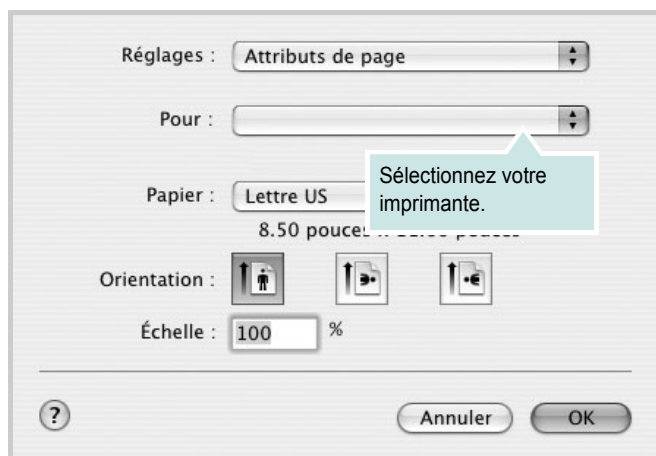 Réglages : Attributs de page
Pour :
Sélectionnez votre
imprimante.
Papier : Lettre US
8.50 pouces
Orientation :
Échelle : 100 %
?
Annuler OK